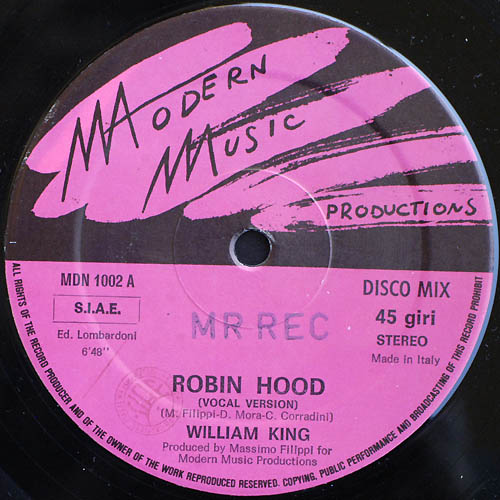 MODERN
MUSIC
PRODUCTIONS
MDN 1002 A
S.I.A.E.
Ed. Lombardoni
6'48''
DISCO MIX
45 giri
STEREO
Made in Italy
MR REC
ROBIN HOOD
(VOCAL VERSION)
(M. Filippi-D. Mora-C. Corradini)
WILLIAM KING
Produced by Massimo Filippi for
Modern Music Productions
ALL RIGHTS OF THE RECORD PRODUCER AND OF THE OWNER OF THE WORK REPRODUCED RESERVED. COPYING, PUBLIC PERFORMANCE AND BROADCASTING OF THIS RECORD PROHIBIT